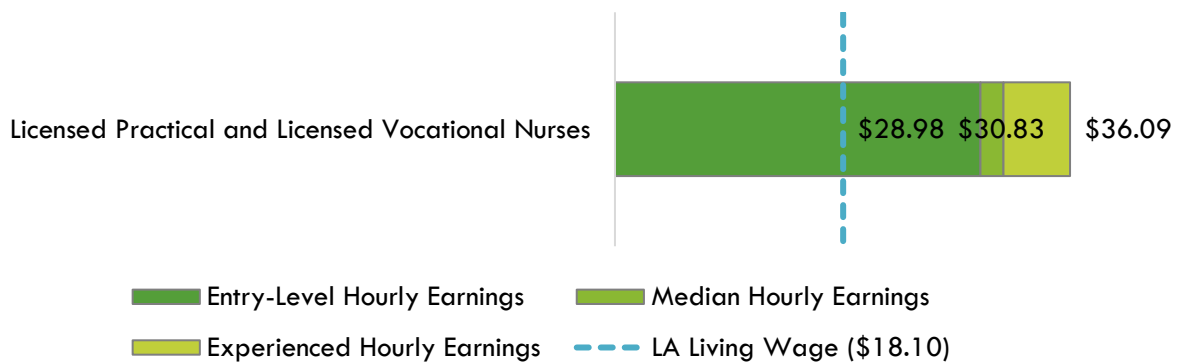 Licensed Practical and Licensed Vocational Nurses $28.98 $30.83 $36.09
Entry-Level Hourly Earnings Median Hourly Earnings
Experienced Hourly Earnings LA Living Wage ($18.10)